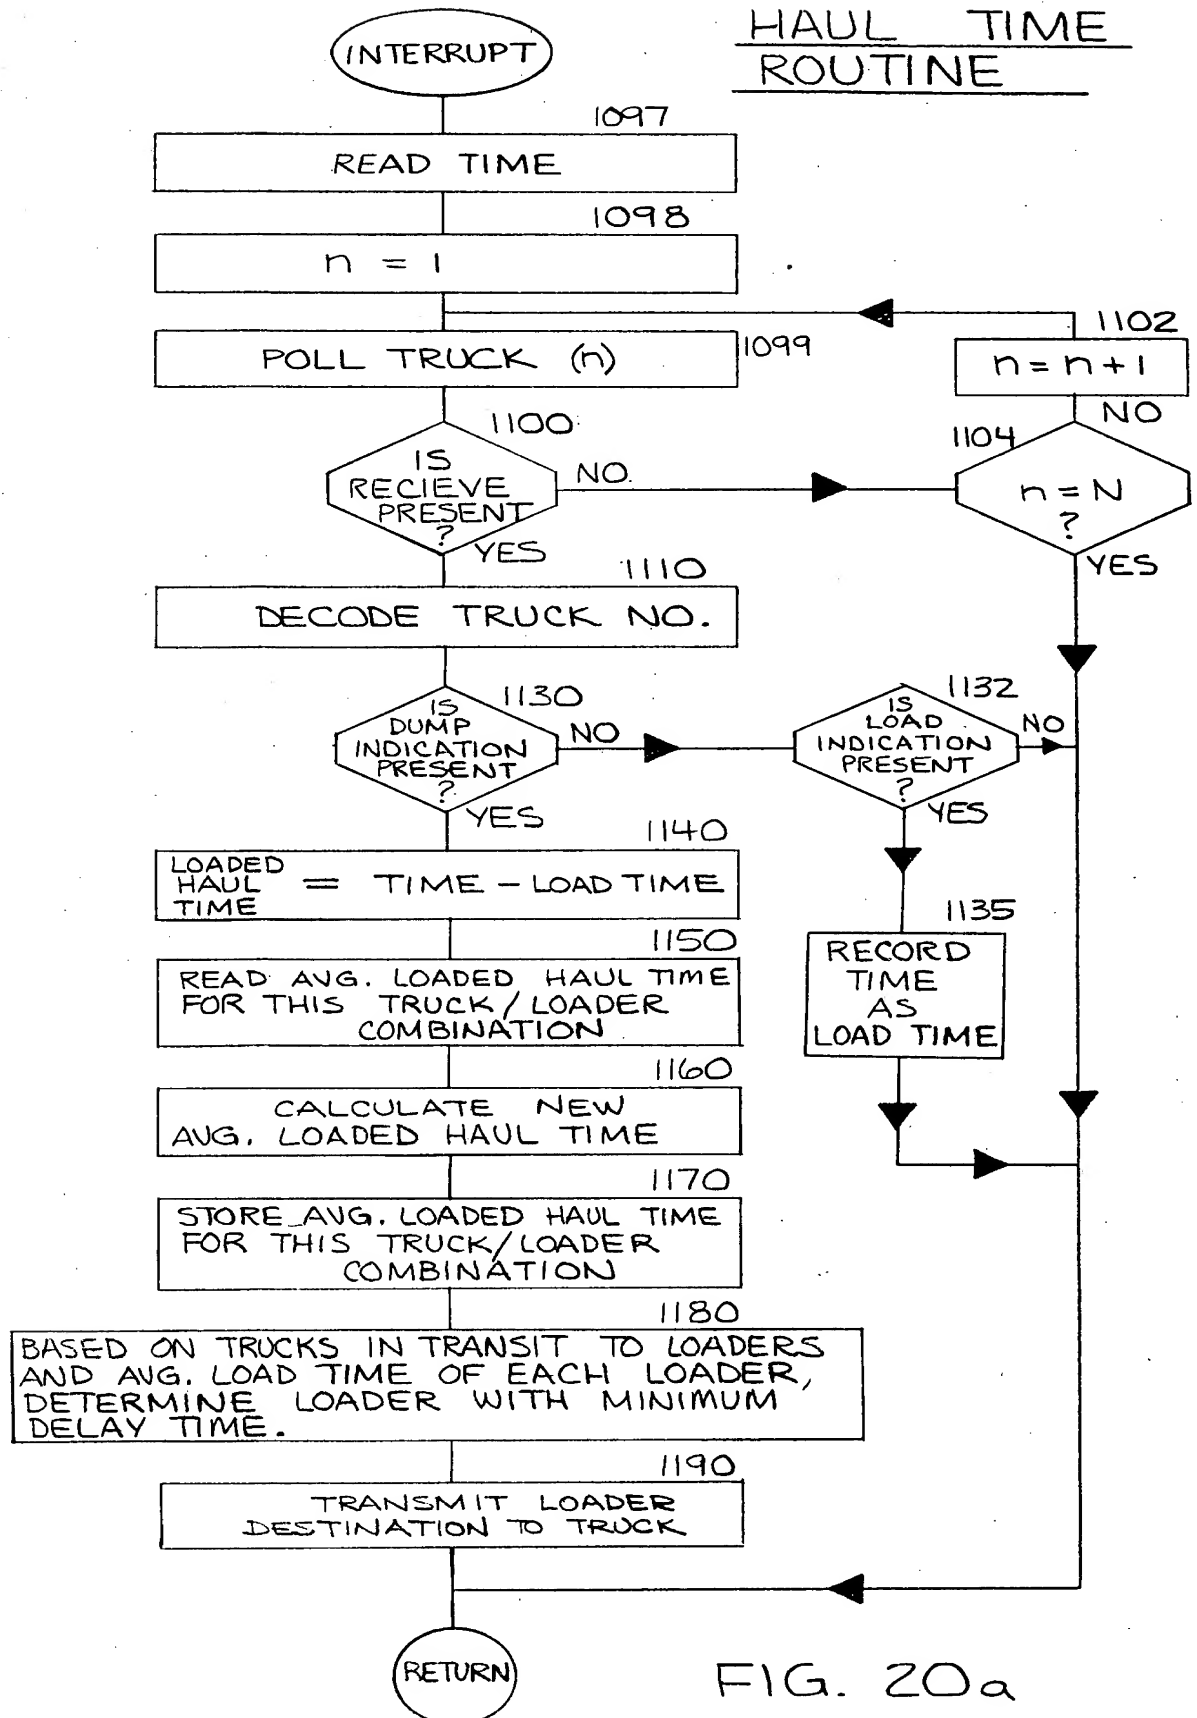 HAUL TIME
ROUTINE
INTERRUPT
1097
READ TIME
1098
n = 1
1102
POLL TRUCK (n)
1099
n = n + 1
NO
1100
1104
IS
RECIEVE
PRESENT
?
NO.
n = N
?
YES
YES
1110
DECODE TRUCK NO.
1130
IS
DUMP
INDICATION
PRESENT
?
NO
1132
IS
LOAD
INDICATION
PRESENT
?
NO
YES
YES
1140
LOADED
HAUL
TIME
= TIME - LOAD TIME
1135
RECORD
TIME
AS
LOAD TIME
1150
READ AVG. LOADED HAUL TIME
FOR THIS TRUCK/LOADER
COMBINATION
1160
CALCULATE NEW
AVG. LOADED HAUL TIME
1170
STORE AVG. LOADED HAUL TIME
FOR THIS TRUCK/LOADER
COMBINATION
1180
BASED ON TRUCKS IN TRANSIT TO LOADERS
AND AVG. LOAD TIME OF EACH LOADER,
DETERMINE LOADER WITH MINIMUM
DELAY TIME.
1190
TRANSMIT LOADER
DESTINATION TO TRUCK
RETURN
FIG. 20a